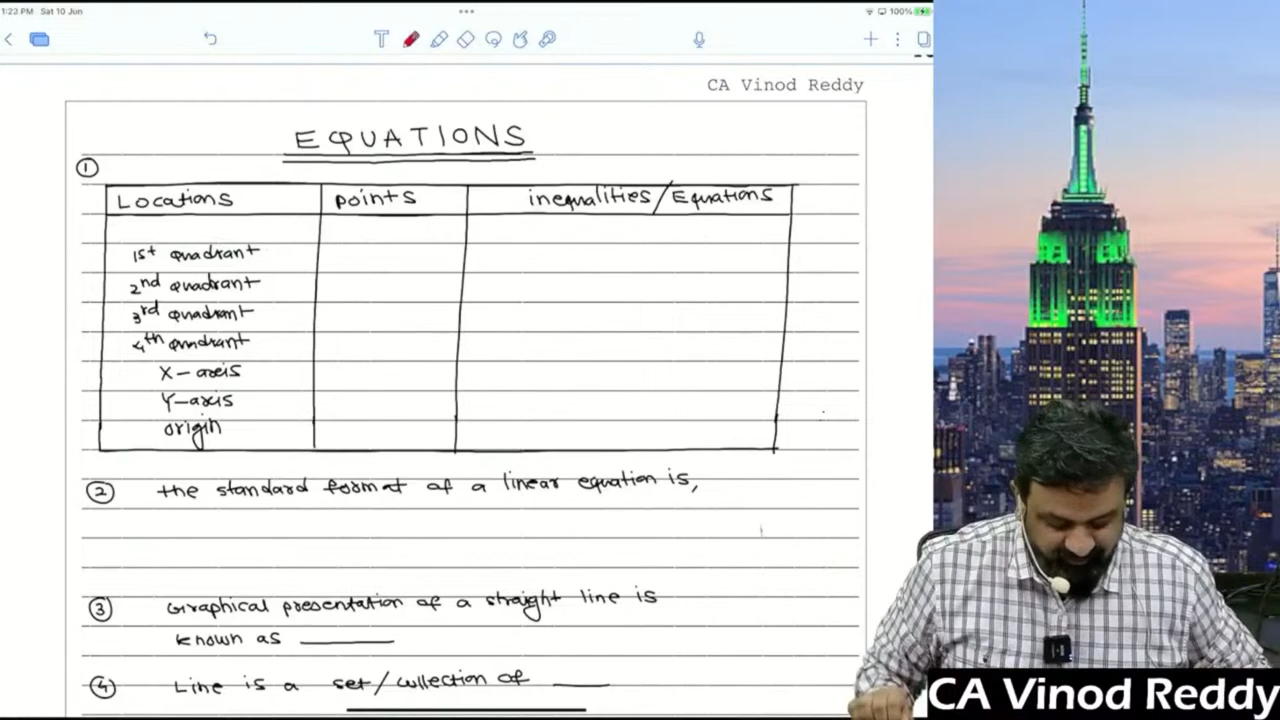 1:23 PM Sat 10 Jun
100%
T
CA Vinod Reddy
EQUATIONS
①
Locations points inequalities/Equations
1st quadrant
2nd quadrant
3rd quadrant
4th quadrant
X-axis
Y-axis
origin
② the standard format of a linear equation is,
③ Graphical presentation of a straight line is
known as ______
④ Line is a set/collection of ____
CA Vinod Reddy